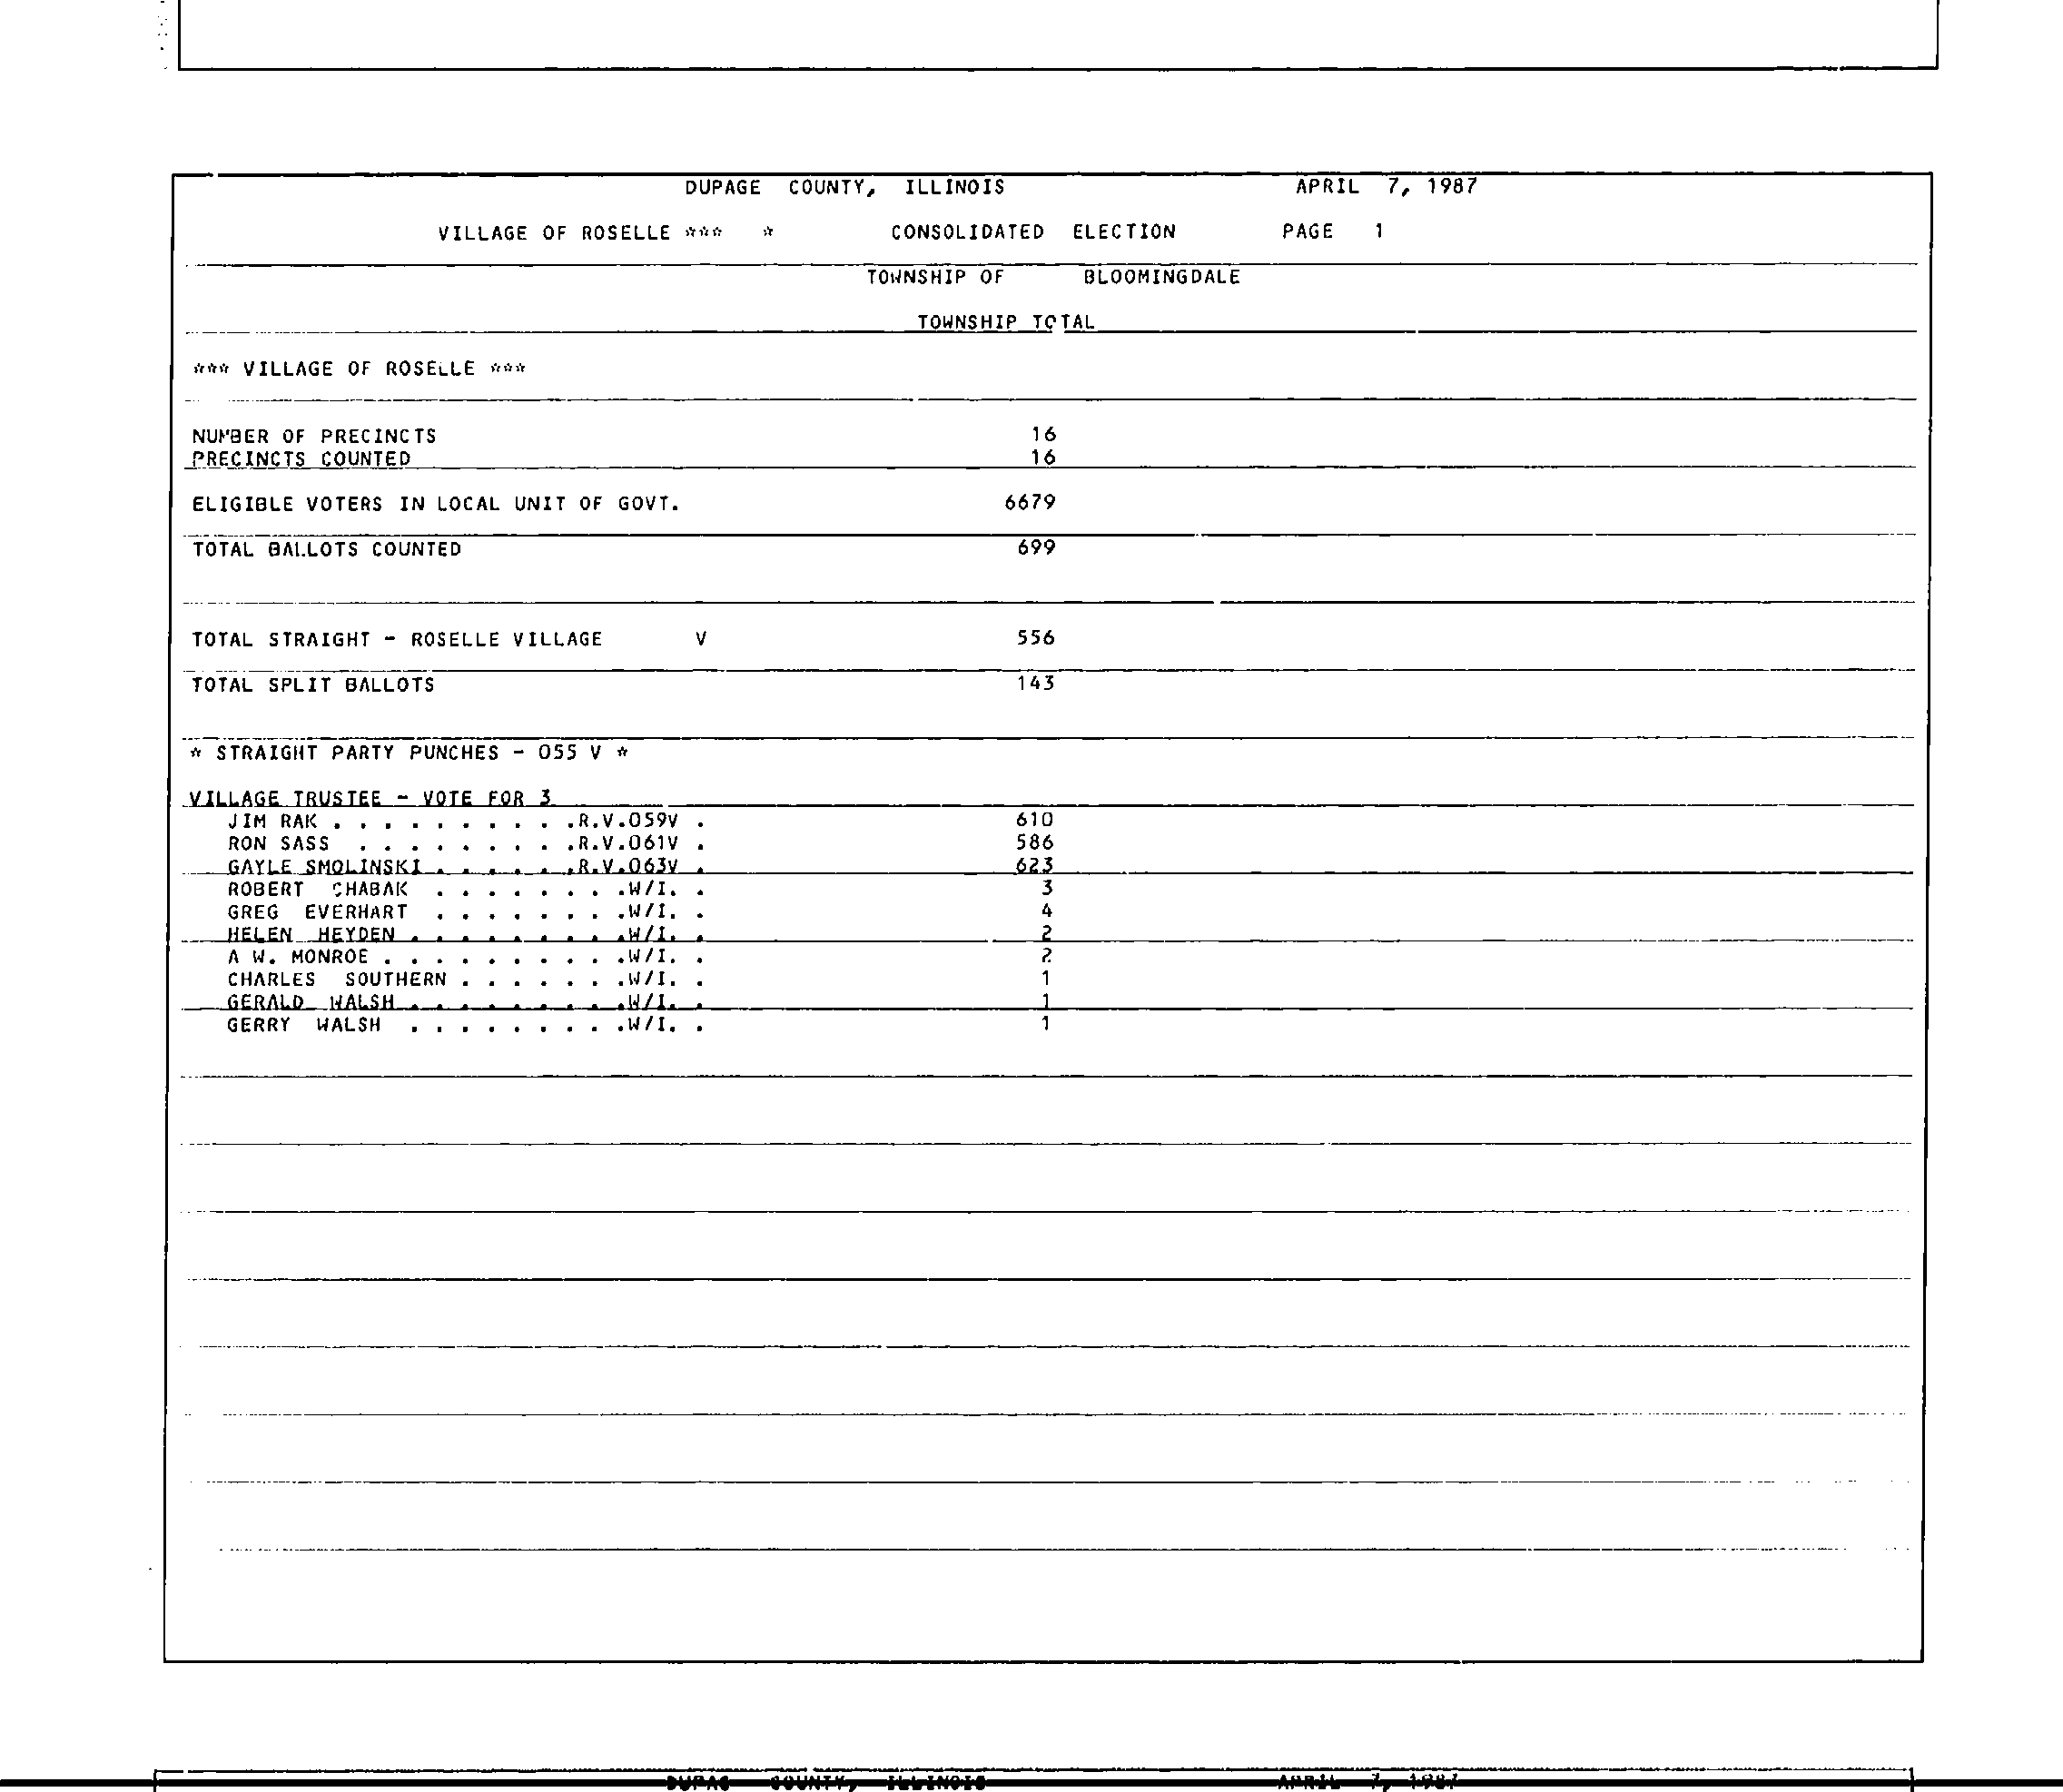 DUPAGE COUNTY, ILLINOIS APRIL 7, 1987
VILLAGE OF ROSELLE *** * CONSOLIDATED ELECTION PAGE 1
TOWNSHIP OF BLOOMINGDALE
TOWNSHIP TOTAL
*** VILLAGE OF ROSELLE ***
NUMBER OF PRECINCTS 16
PRECINCTS COUNTED 16
ELIGIBLE VOTERS IN LOCAL UNIT OF GOVT. 6679
TOTAL BALLOTS COUNTED 699
TOTAL STRAIGHT - ROSELLE VILLAGE V 556
TOTAL SPLIT BALLOTS 143
* STRAIGHT PARTY PUNCHES - 055 V *
VILLAGE TRUSTEE - VOTE FOR 3
JIM RAK . . . . . . . . . .R.V.059V . 610
RON SASS . . . . . . . . .R.V.061V . 586
GAYLE SMOLINSKI . . . . . .R.V.063V . 623
ROBERT CHABAK . . . . . . . .W/I. . 3
GREG EVERHART . . . . . . . .W/I. . 4
HELEN HEYDEN . . . . . . . . .W/I. . 2
A W. MONROE . . . . . . . . . .W/I. . 2
CHARLES SOUTHERN . . . . . . .W/I. . 1
GERALD WALSH . . . . . . . . .W/I. . 1
GERRY WALSH . . . . . . . . .W/I. . 1
DUPAG COUNTY, ILLINOIS APRIL 7, 1987